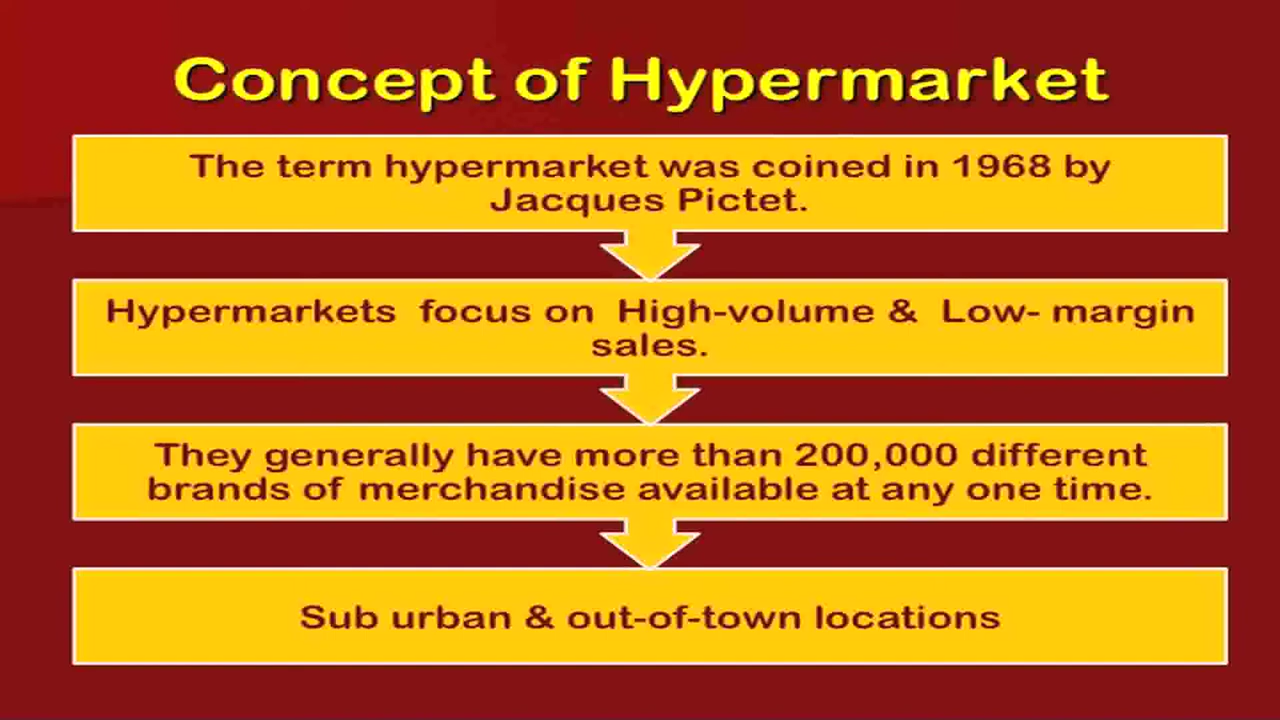 Concept of Hypermarket
The term hypermarket was coined in 1968 by
Jacques Pictet.
Hypermarkets focus on High-volume & Low- margin
sales.
They generally have more than 200,000 different
brands of merchandise available at any one time.
Sub urban & out-of-town locations